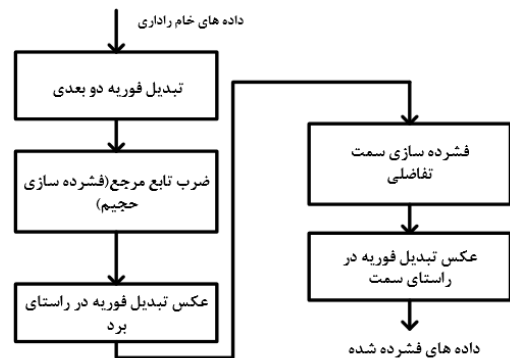 داده های خام راداری
تبدیل فوریه دو بعدی
ضرب تابع مرجع(فشرده سازی
حجیم)
عکس تبدیل فوریه در راستای
برد
فشرده سازی سمت
تفاضلی
عکس تبدیل فوریه در
راستای سمت
داده های فشرده شده